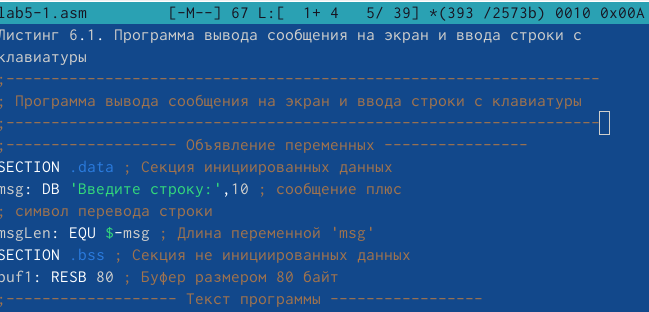 lab5-1.asm [-M--] 67 L:[ 1+ 4 5/ 39] *(393 /2573b) 0010 0x00A
Листинг 6.1. Программа вывода сообщения на экран и ввода строки с
клавиатуры
;-------------------------------------------------------------------
; Программа вывода сообщения на экран и ввода строки с клавиатуры
;-------------------------------------------------------------------
;------------------- Объявление переменных ----------------
SECTION .data ; Секция инициированных данных
msg: DB 'Введите строку:',10 ; сообщение плюс
; символ перевода строки
msgLen: EQU $-msg ; Длина переменной 'msg'
SECTION .bss ; Секция не инициированных данных
buf1: RESB 80 ; Буфер размером 80 байт
;------------------- Текст программы -----------------